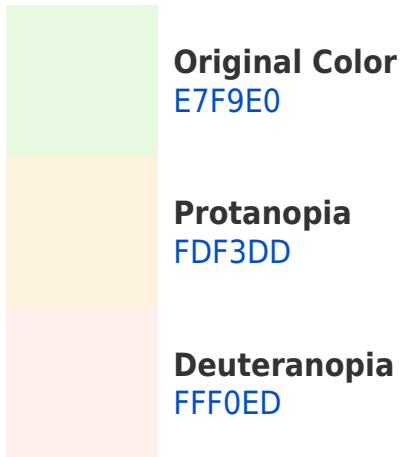 Original Color
E7F9E0
Protanopia
FDF3DD
Deuteranopia
FFF0ED